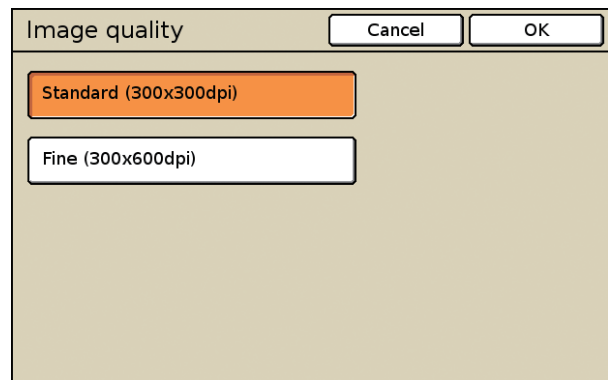 Image quality
Cancel
OK
Standard (300x300dpi)
Fine (300x600dpi)